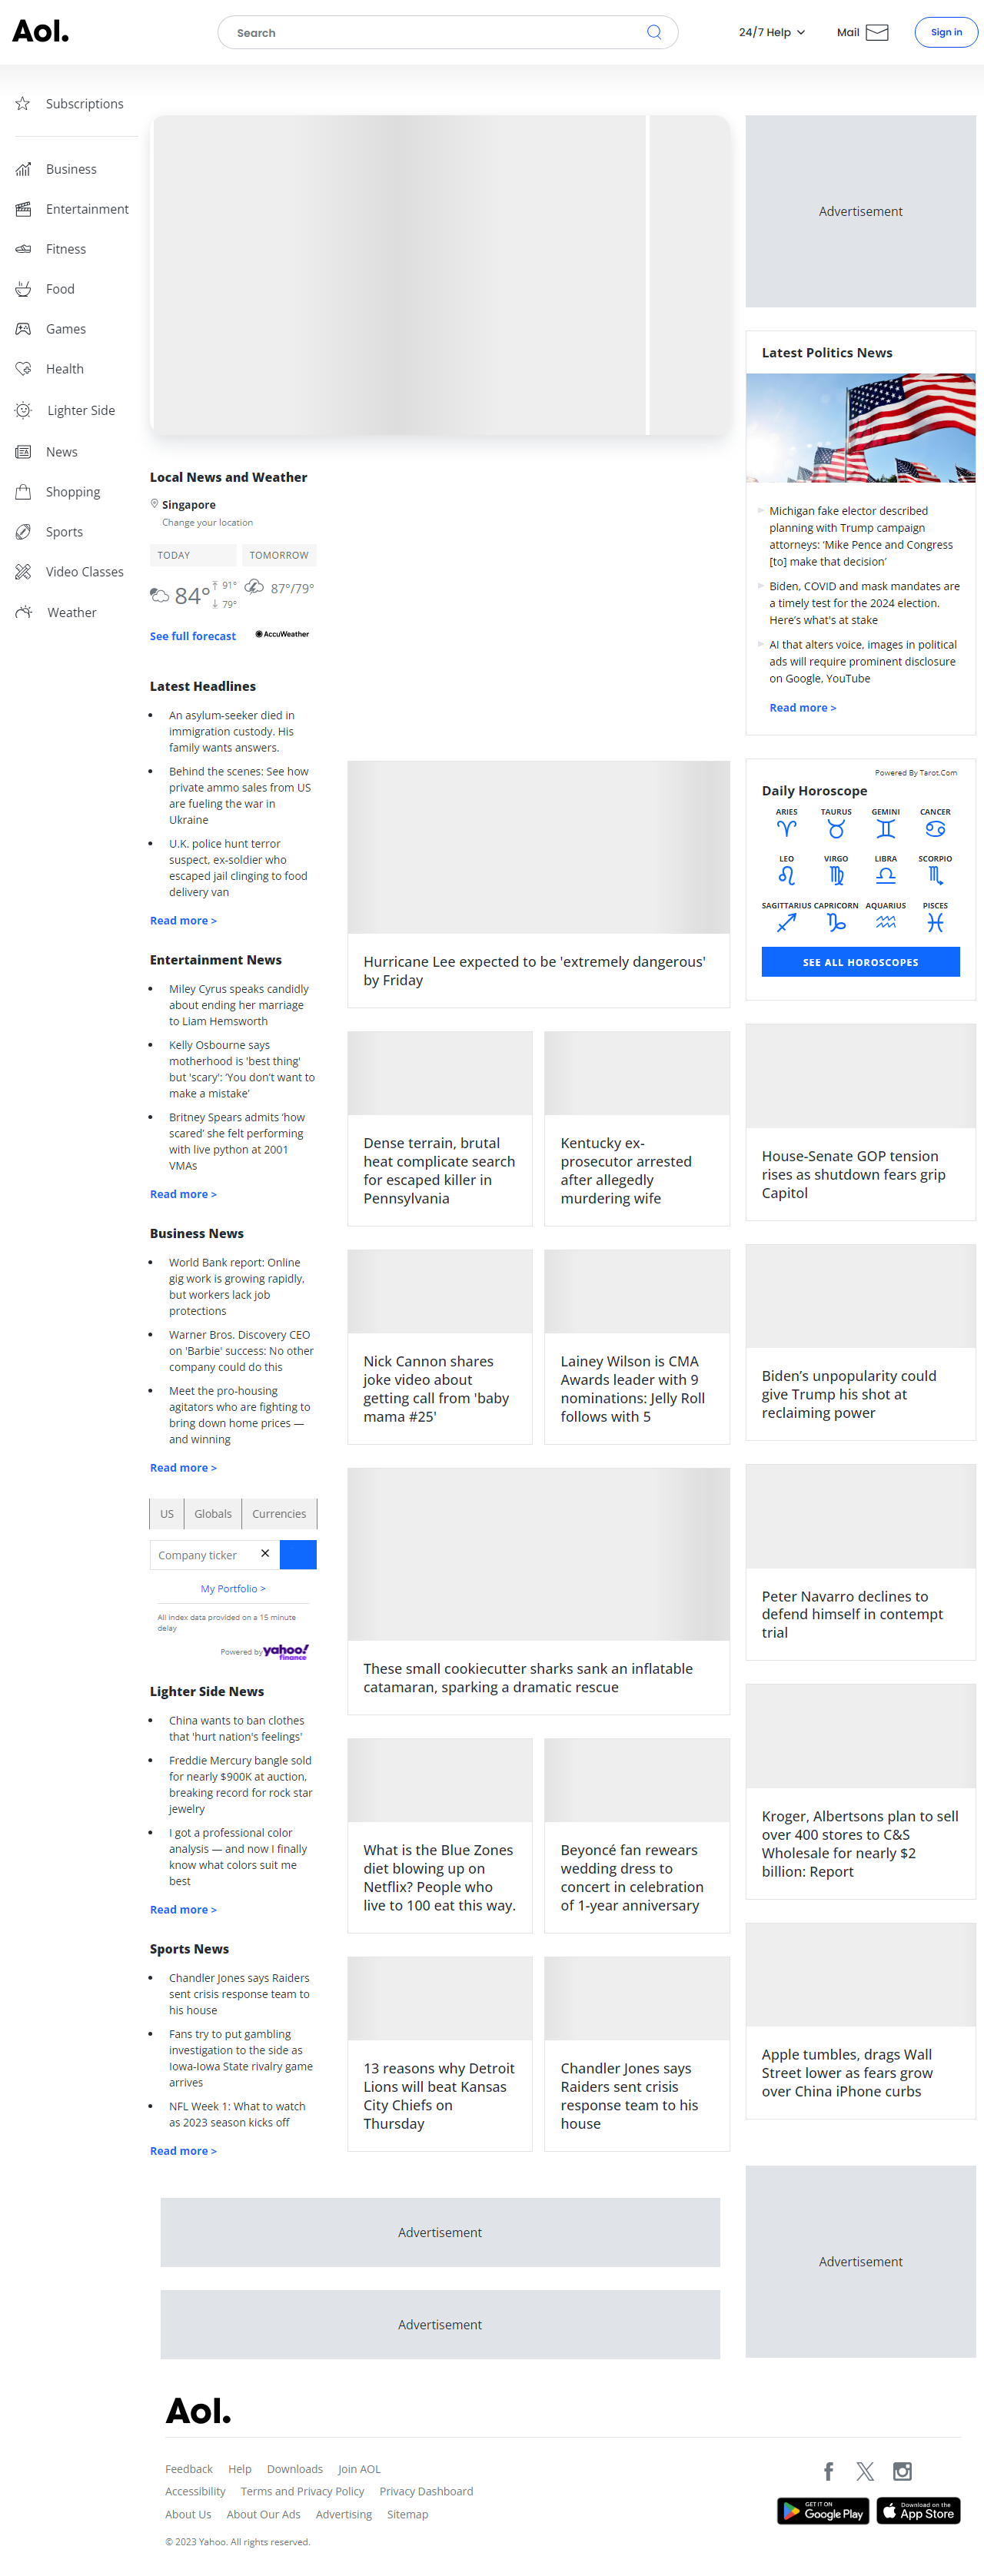 Aol.
Search
24/7 Help
Mail
Sign in
Subscriptions
Business
Entertainment
Fitness
Food
Games
Health
Lighter Side
News
Shopping
Sports
Video Classes
Weather
Local News and Weather
Singapore
Change your location
TODAY
TOMORROW
84°
91°
79°
87°/79°
See full forecast
AccuWeather
Latest Headlines
An asylum-seeker died in
immigration custody. His
family wants answers.
Behind the scenes: See how
private ammo sales from US
are fueling the war in
Ukraine
U.K. police hunt terror
suspect, ex-soldier who
escaped jail clinging to food
delivery van
Read more >
Entertainment News
Miley Cyrus speaks candidly
about ending her marriage
to Liam Hemsworth
Kelly Osbourne says
motherhood is 'best thing'
but 'scary': ‘You don’t want to
make a mistake’
Britney Spears admits ‘how
scared’ she felt performing
with live python at 2001
VMAs
Read more >
Business News
World Bank report: Online
gig work is growing rapidly,
but workers lack job
protections
Warner Bros. Discovery CEO
on 'Barbie' success: No other
company could do this
Meet the pro-housing
agitators who are fighting to
bring down home prices —
and winning
Read more >
US
Globals
Currencies
Company ticker
My Portfolio >
All index data provided on a 15 minute
delay
Powered by yahoo!
finance
Lighter Side News
China wants to ban clothes
that 'hurt nation's feelings'
Freddie Mercury bangle sold
for nearly $900K at auction,
breaking record for rock star
jewelry
I got a professional color
analysis — and now I finally
know what colors suit me
best
Read more >
Sports News
Chandler Jones says Raiders
sent crisis response team to
his house
Fans try to put gambling
investigation to the side as
Iowa-Iowa State rivalry game
arrives
NFL Week 1: What to watch
as 2023 season kicks off
Read more >
Hurricane Lee expected to be 'extremely dangerous'
by Friday
Dense terrain, brutal
heat complicate search
for escaped killer in
Pennsylvania
Kentucky ex-
prosecutor arrested
after allegedly
murdering wife
Nick Cannon shares
joke video about
getting call from 'baby
mama #25'
Lainey Wilson is CMA
Awards leader with 9
nominations: Jelly Roll
follows with 5
These small cookiecutter sharks sank an inflatable
catamaran, sparking a dramatic rescue
What is the Blue Zones
diet blowing up on
Netflix? People who
live to 100 eat this way.
Beyoncé fan rewears
wedding dress to
concert in celebration
of 1-year anniversary
13 reasons why Detroit
Lions will beat Kansas
City Chiefs on
Thursday
Chandler Jones says
Raiders sent crisis
response team to his
house
Advertisement
Latest Politics News
Michigan fake elector described
planning with Trump campaign
attorneys: ‘Mike Pence and Congress
[to] make that decision’
Biden, COVID and mask mandates are
a timely test for the 2024 election.
Here’s what's at stake
AI that alters voice, images in political
ads will require prominent disclosure
on Google, YouTube
Read more >
Powered By Tarot.Com
Daily Horoscope
ARIES
TAURUS
GEMINI
CANCER
LEO
VIRGO
LIBRA
SCORPIO
SAGITTARIUS
CAPRICORN
AQUARIUS
PISCES
SEE ALL HOROSCOPES
House-Senate GOP tension
rises as shutdown fears grip
Capitol
Biden’s unpopularity could
give Trump his shot at
reclaiming power
Peter Navarro declines to
defend himself in contempt
trial
Kroger, Albertsons plan to sell
over 400 stores to C&S
Wholesale for nearly $2
billion: Report
Apple tumbles, drags Wall
Street lower as fears grow
over China iPhone curbs
Advertisement
Advertisement
Advertisement
Aol.
Feedback Help Downloads Join AOL
Accessibility Terms and Privacy Policy Privacy Dashboard
About Us About Our Ads Advertising Sitemap
© 2023 Yahoo. All rights reserved.
GET IT ON
Google Play
Download on the
App Store